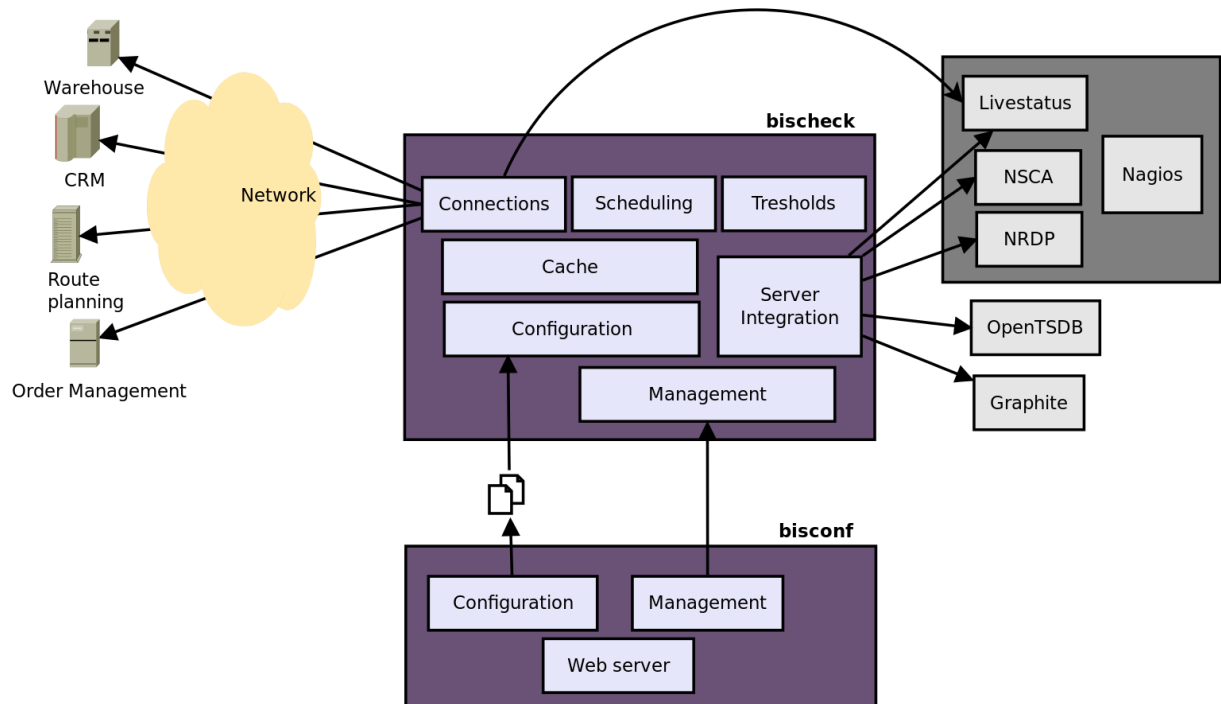 Warehouse
CRM
Network
Route
planning
Order Management
bischeck
Connections
Scheduling
Tresholds
Cache
Configuration
Server
Integration
Management
Livestatus
NSCA
NRDP
Nagios
OpenTSDB
Graphite
bisconf
Configuration
Management
Web server